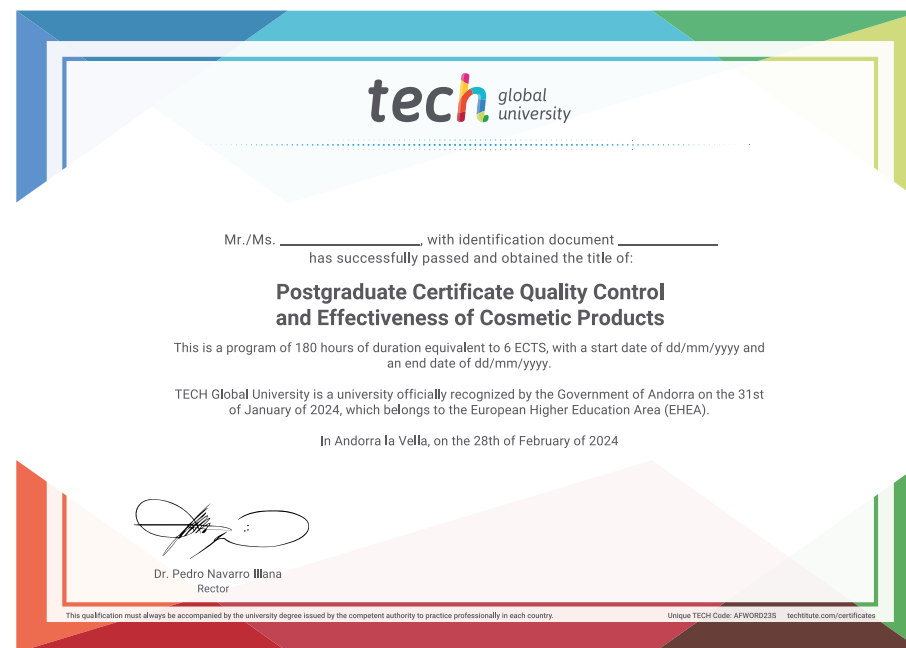 tech global university
Mr./Ms. ____________, with identification document ____________
has successfully passed and obtained the title of:
Postgraduate Certificate Quality Control
and Effectiveness of Cosmetic Products
This is a program of 180 hours of duration equivalent to 6 ECTS, with a start date of dd/mm/yyyy and
an end date of dd/mm/yyyy.
TECH Global University is a university officially recognized by the Government of Andorra on the 31st
of January of 2024, which belongs to the European Higher Education Area (EHEA).
In Andorra la Vella, on the 28th of February of 2024
Dr. Pedro Navarro Illana
Rector
This qualification must always be accompanied by the university degree issued by the competent authority to practice professionally in each country.
Unique TECH Code: AFWORD23S techtitute.com/certificates